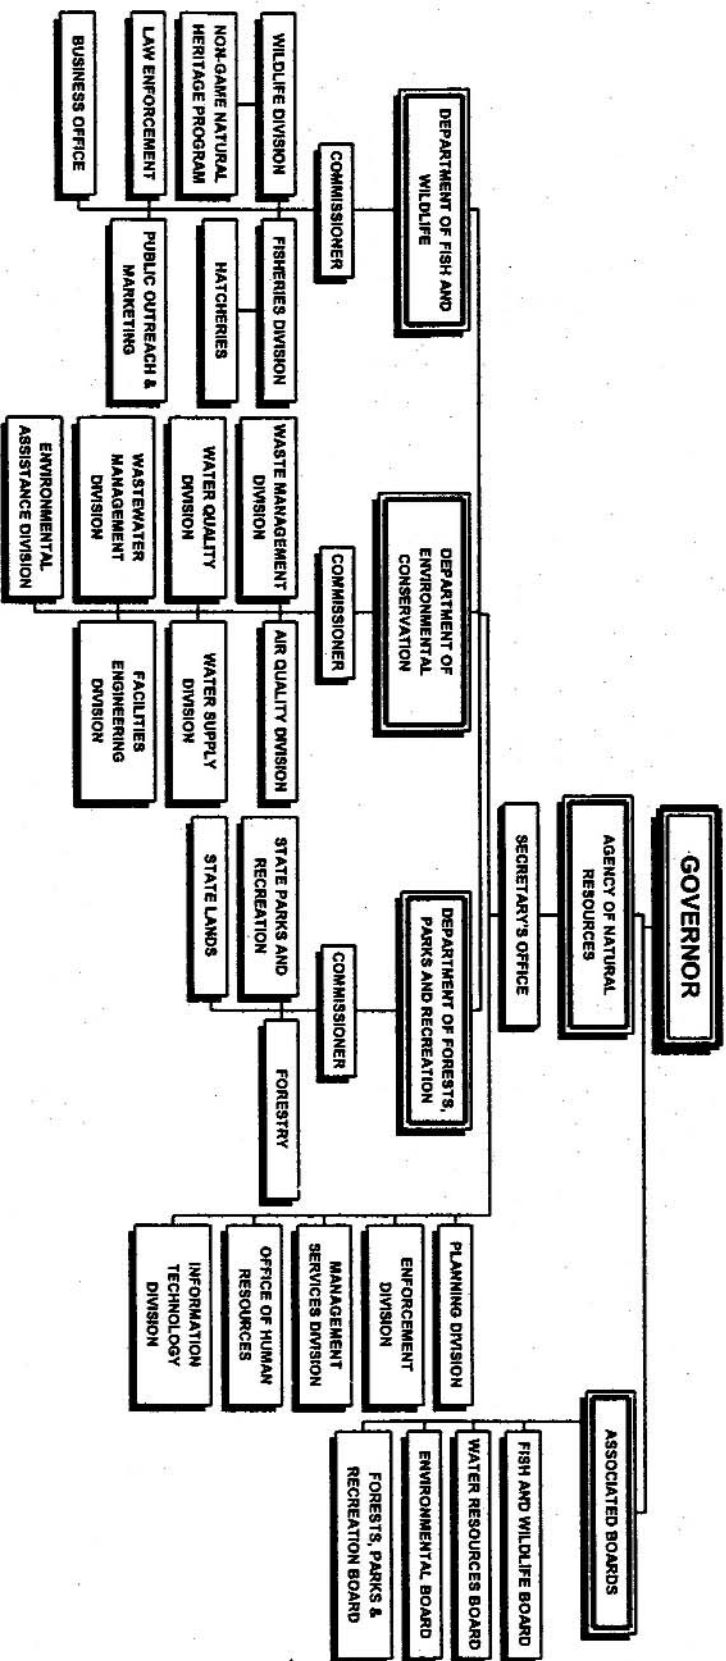 GOVERNOR
AGENCY OF NATURAL
RESOURCES
SECRETARY'S OFFICE
ASSOCIATED BOARDS
FISH AND WILDLIFE BOARD
WATER RESOURCES BOARD
ENVIRONMENTAL BOARD
FORESTS, PARKS &
RECREATION BOARD
DEPARTMENT OF FISH AND
WILDLIFE
COMMISSIONER
WILDLIFE DIVISION
NON-GAME NATURAL
HERITAGE PROGRAM
LAW ENFORCEMENT
BUSINESS OFFICE
FISHERIES DIVISION
HATCHERIES
PUBLIC OUTREACH &
MARKETING
DEPARTMENT OF
ENVIRONMENTAL
CONSERVATION
COMMISSIONER
WASTE MANAGEMENT
DIVISION
WATER QUALITY
DIVISION
WASTEWATER
MANAGEMENT
DIVISION
ENVIRONMENTAL
ASSISTANCE DIVISION
AIR QUALITY DIVISION
WATER SUPPLY
DIVISION
FACILITIES
ENGINEERING
DIVISION
DEPARTMENT OF FORESTS,
PARKS AND RECREATION
COMMISSIONER
STATE PARKS AND
RECREATION
STATE LANDS
FORESTRY
PLANNING DIVISION
ENFORCEMENT
DIVISION
MANAGEMENT
SERVICES DIVISION
OFFICE OF HUMAN
RESOURCES
INFORMATION
TECHNOLOGY
DIVISION